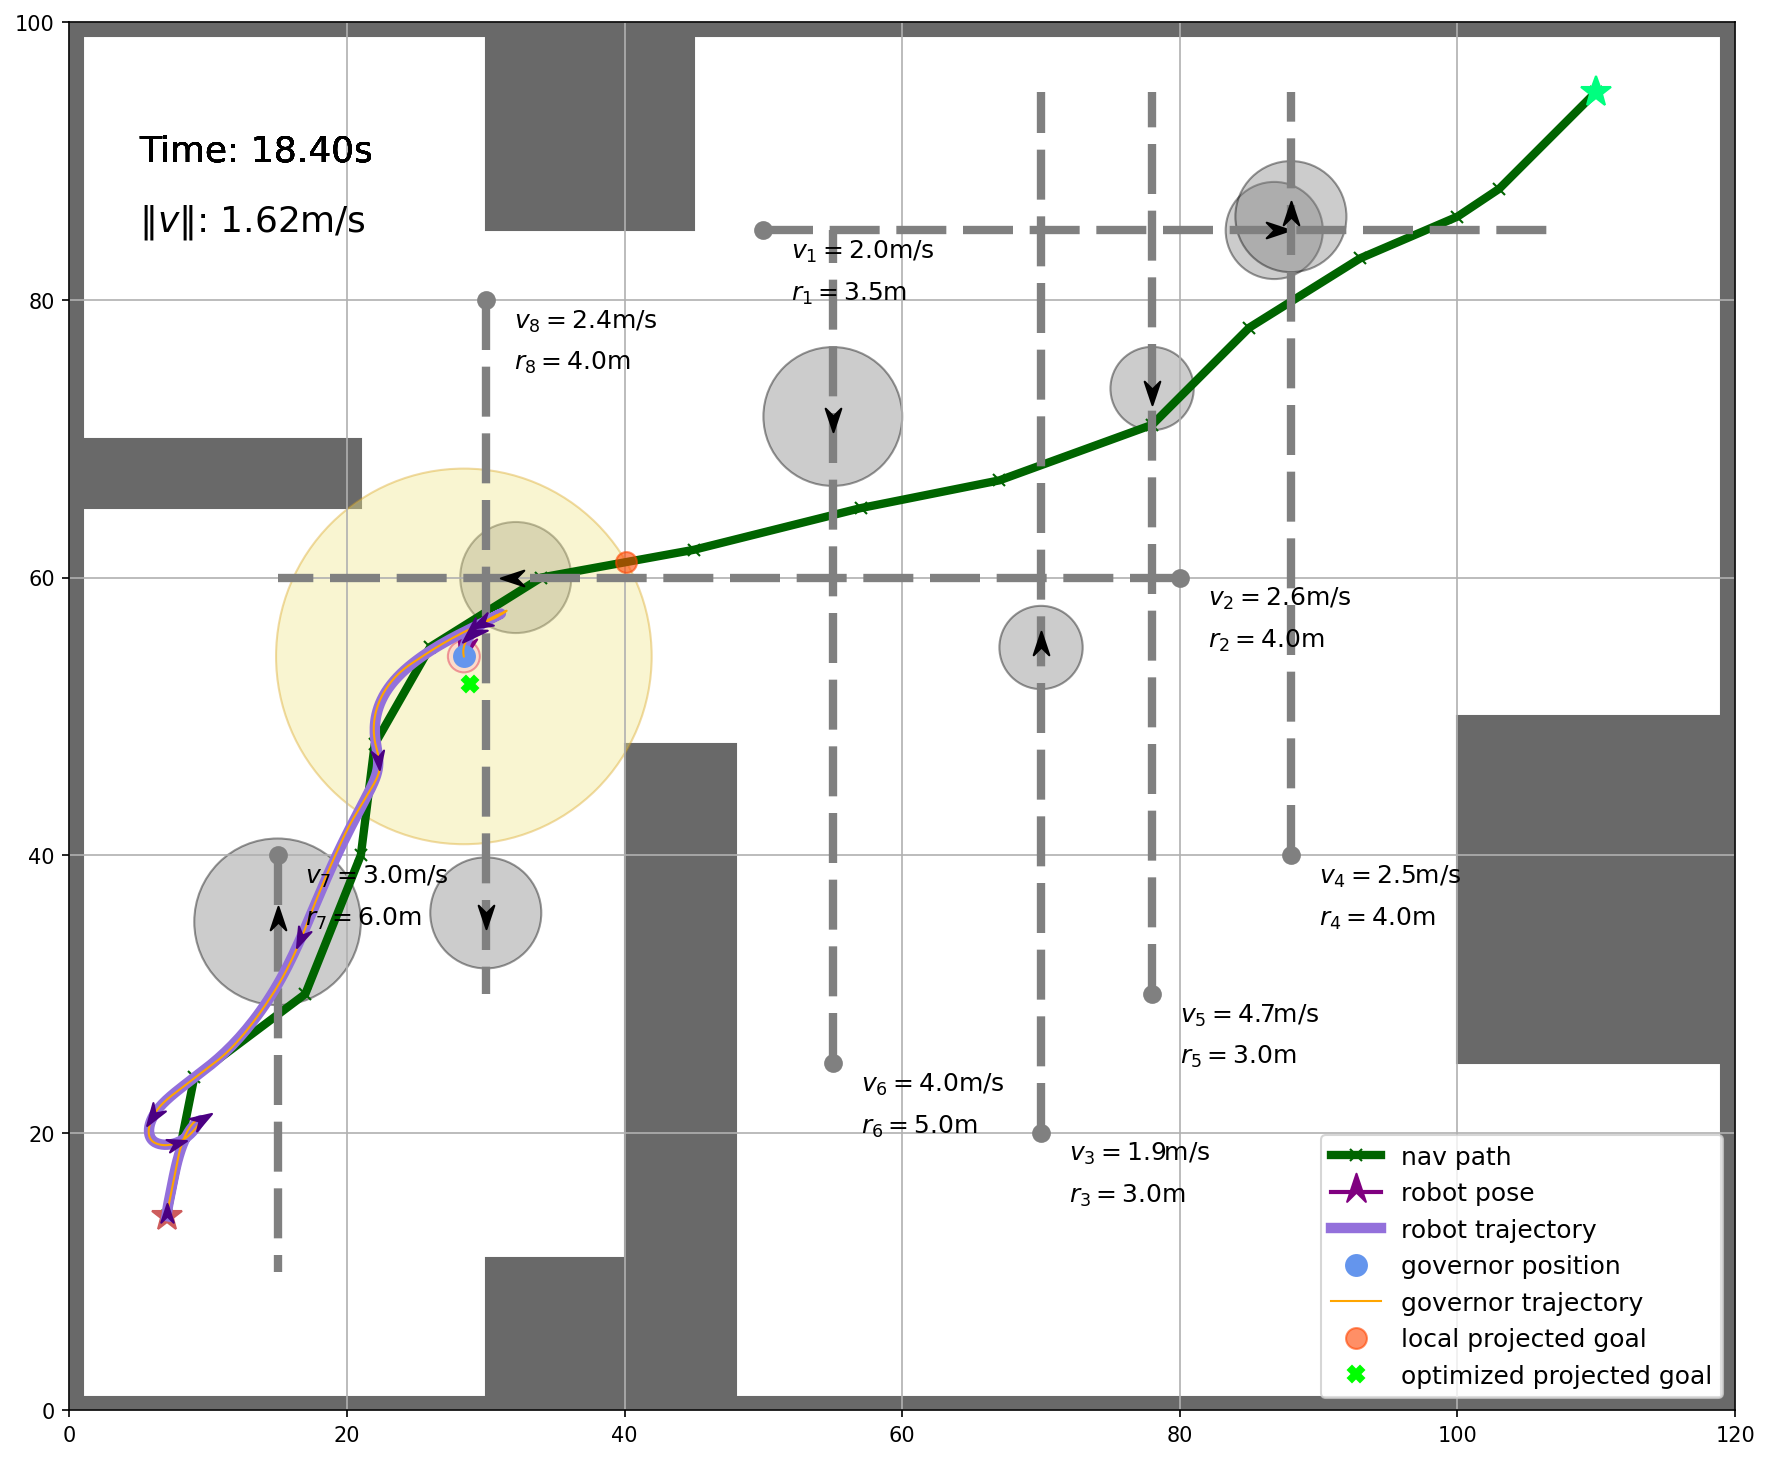 100
80
60
40
20
0
Time: 18.40s
‖v‖: 1.62m/s
v₁ = 2.0m/s
r₁ = 3.5m
v₈ = 2.4m/s
r₈ = 4.0m
v₂ = 2.6m/s
r₂ = 4.0m
v₇ = 3.0m/s
r₇ = 6.0m
v₄ = 2.5m/s
r₄ = 4.0m
v₅ = 4.7m/s
r₅ = 3.0m
v₆ = 4.0m/s
r₆ = 5.0m
v₃ = 1.9m/s
r₃ = 3.0m
nav path
robot pose
robot trajectory
governor position
governor trajectory
local projected goal
optimized projected goal
0 20 40 60 80 100 120